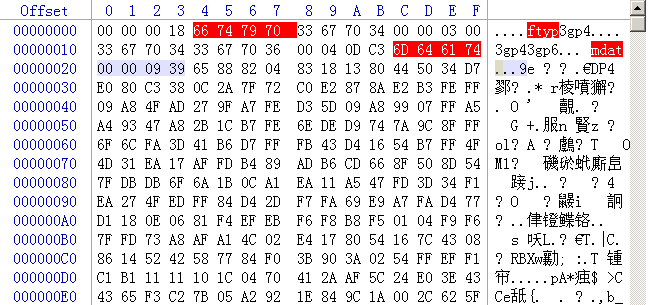 Offset 0 1 2 3 4 5 6 7 8 9 A B C D E F
00000000 00 00 00 18 66 74 79 70 33 67 70 34 00 00 03 00 ....ftyp3gp4....
00000010 33 67 70 34 33 67 70 36 00 04 0D C3 6D 64 61 74 3gp43gp6... mdat
00000020 00 00 09 39 65 88 82 04 83 18 13 80 44 50 34 D7 ...9e ? ? .€DP4
00000030 E0 80 C3 38 0C 2A 7F 72 C0 E2 87 8A E2 B3 FE FF
00000040 09 A8 4F AD 27 9F A7 FE D3 5D 09 A8 99 07 FF A5
00000050 A4 93 47 A8 2B 1C B7 FE 6E DE D9 74 7A 9C 8F FF
00000060 6F 6C FA 3D 41 B6 D7 FF FB 43 D4 16 54 B7 FF 4F
00000070 4D 31 EA 17 AF FD B4 89 AD B6 CD 66 8F 50 8D 54
00000080 7F DB DB 6F 6A 1B 0C A1 EA 11 A5 47 FD 3D 34 F1
00000090 EA 27 4F ED FF 84 D4 2D F7 FA 69 E9 A7 FA D4 77
000000A0 D1 18 0E 06 81 F4 EF EB F6 F8 B8 F5 01 04 F9 F6
000000B0 7F FD 73 A8 AF A1 4C 02 E4 17 80 54 16 7C 43 08
000000C0 86 14 52 42 58 77 84 F0 3B 90 3A 02 54 FF EF F1
000000D0 C1 B1 11 11 10 1C 04 70 41 2A AF 5C 24 E0 3E 43
000000E0 43 65 F3 C2 7B 05 A2 92 1E 84 9C 1A 00 2C 62 5F